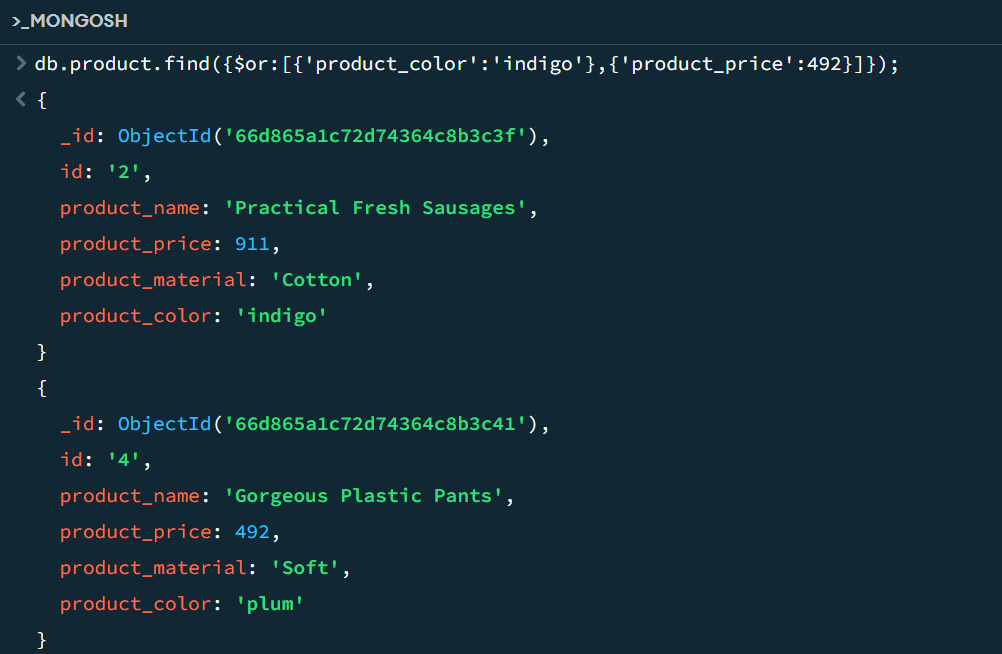 >_MONGOSH
> db.product.find({$or:[{'product_color':'indigo'},{'product_price':492}]});
< {
_id: ObjectId('66d865a1c72d74364c8b3c3f'),
id: '2',
product_name: 'Practical Fresh Sausages',
product_price: 911,
product_material: 'Cotton',
product_color: 'indigo'
}
{
_id: ObjectId('66d865a1c72d74364c8b3c41'),
id: '4',
product_name: 'Gorgeous Plastic Pants',
product_price: 492,
product_material: 'Soft',
product_color: 'plum'
}